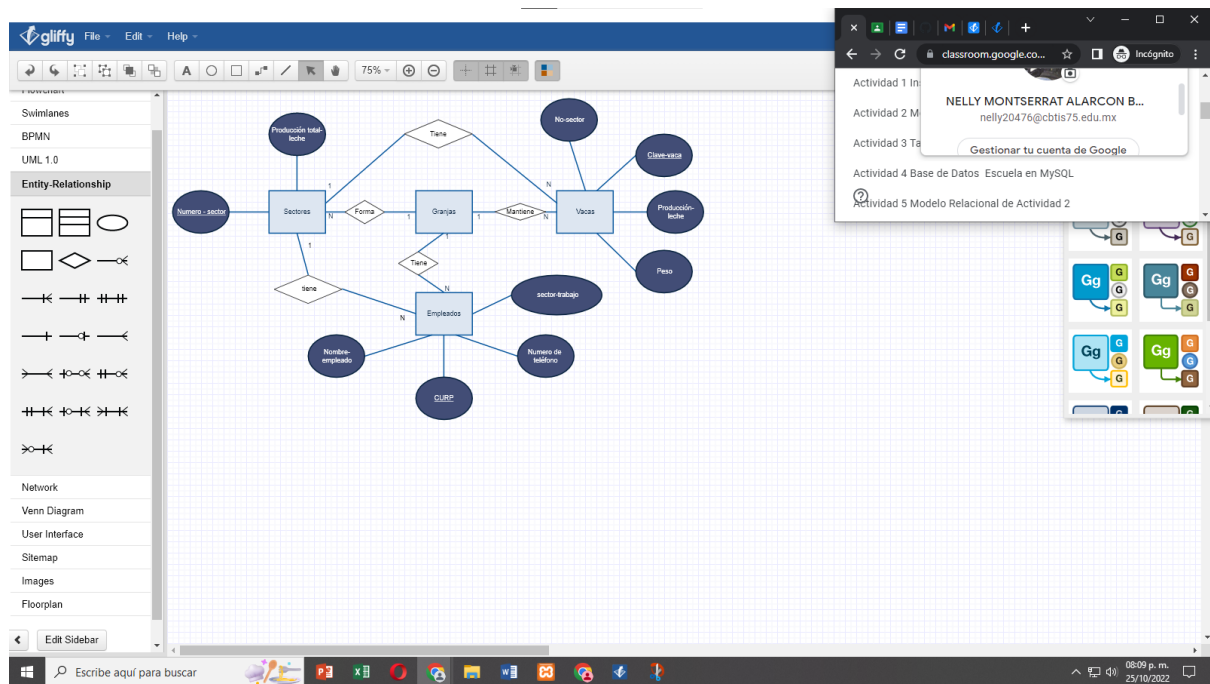 gliffy File Edit Help
A 75%
Flowchart
Swimlanes
BPMN
UML 1.0
Entity-Relationship
Network
Venn Diagram
User Interface
Sitemap
Images
Floorplan
Edit Sidebar
Producción total-
leche
Tiene
No-sector
Clave-vaca
1
N
Numero - sector
Sectores
N
Forma
1
Granjas
1
Mantiene
N
Vacas
Producción-
leche
1
1
Tiene
Peso
tiene
N
sector-trabajo
N
Empleados
Nombre-
empleado
Numero de
teléfono
CURP
classroom.google.co...
Incógnito
Actividad 1 In
Actividad 2 M
Actividad 3 Ta
Actividad 4 Base de Datos Escuela en MySQL
Actividad 5 Modelo Relacional de Actividad 2
NELLY MONTSERRAT ALARCON B...
nelly20476@cbtis75.edu.mx
Gestionar tu cuenta de Google
G G
Gg G G G Gg G G G
Gg G G G Gg G G G
G G
Escribe aquí para buscar
08:09 p. m.
25/10/2022